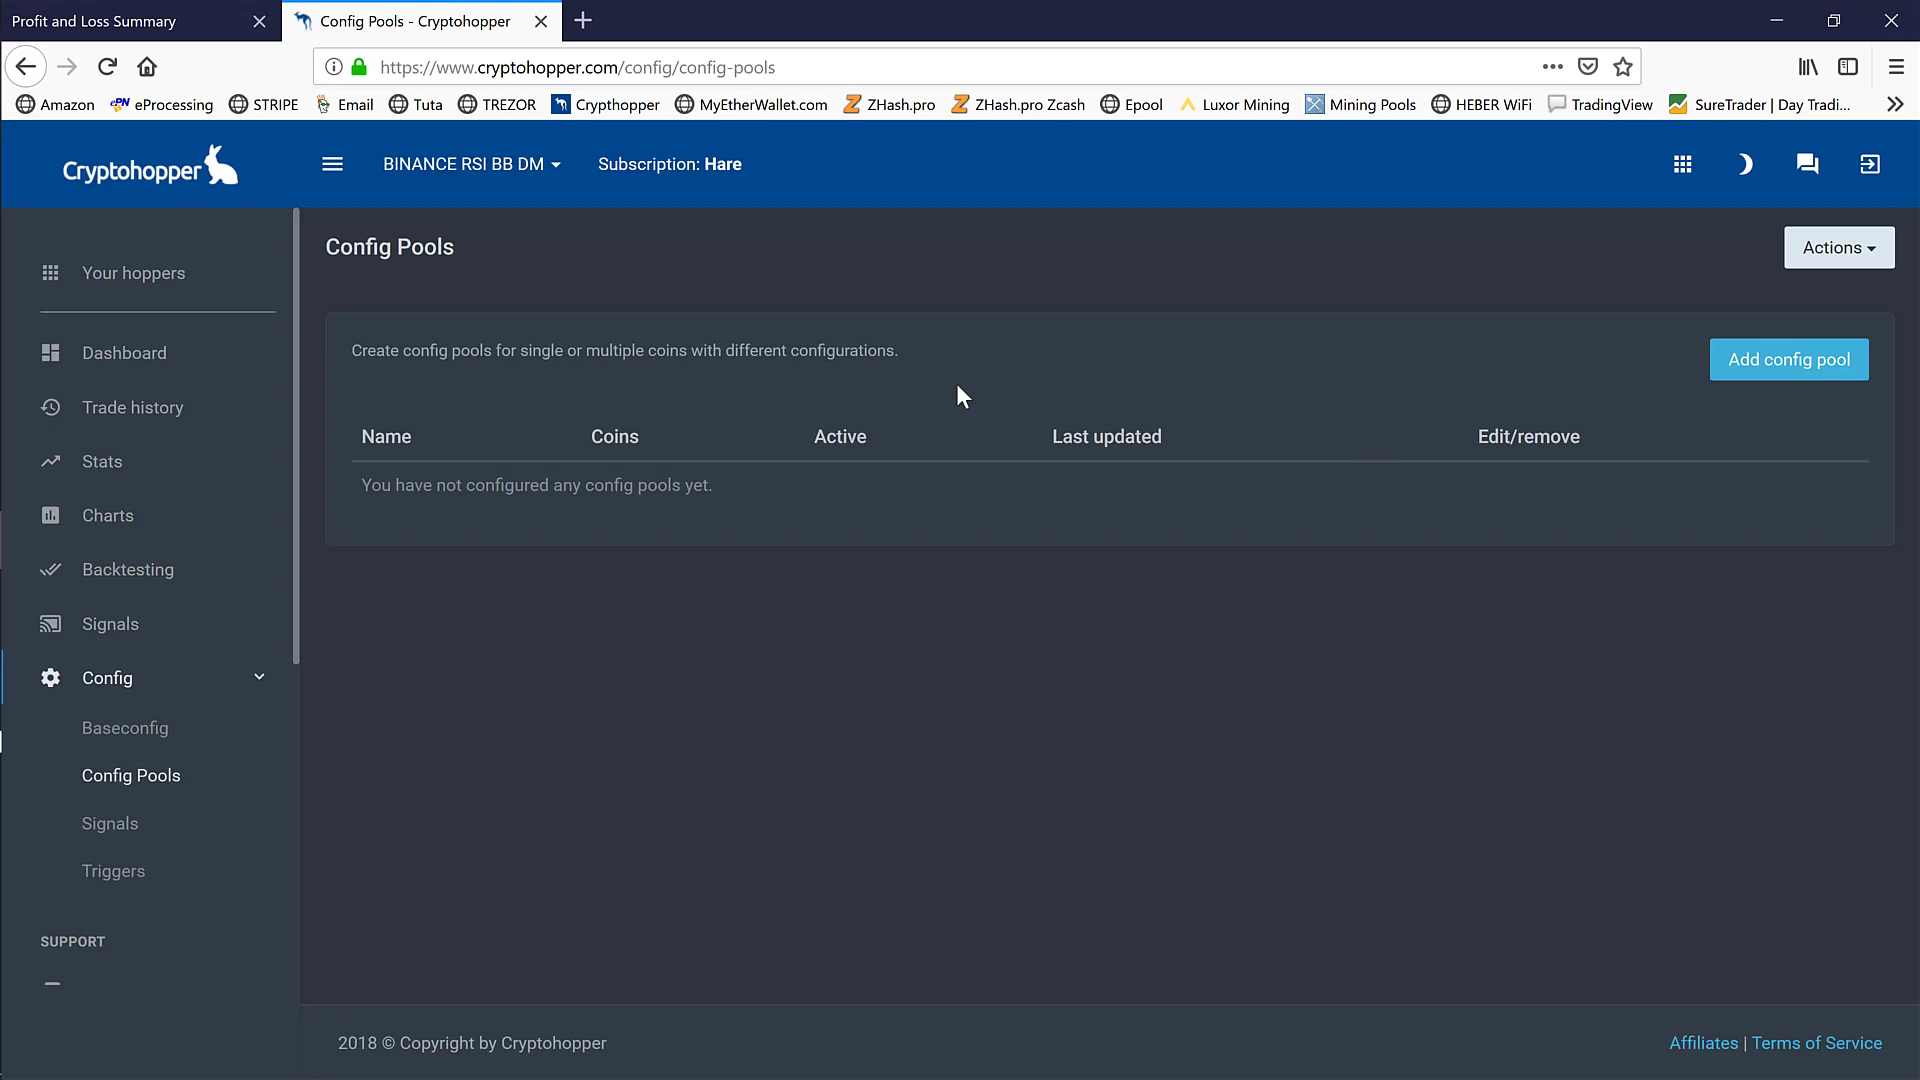 Profit and Loss Summary
Config Pools - Cryptohopper
https://www.cryptohopper.com/config/config-pools
Amazon eProcessing STRIPE Email Tuta TREZOR Crypthopper MyEtherWallet.com ZHash.pro ZHash.pro Zcash Epool Luxor Mining Mining Pools HEBER WiFi TradingView SureTrader | Day Tradi...
Cryptohopper BINANCE RSI BB DM Subscription: Hare
Config Pools
Actions
Your hoppers
Create config pools for single or multiple coins with different configurations.
Add config pool
Dashboard
Trade history
Name Coins Active Last updated Edit/remove
Stats
You have not configured any config pools yet.
Charts
Backtesting
Signals
Config
Baseconfig
Config Pools
Signals
Triggers
SUPPORT
2018 © Copyright by Cryptohopper
Affiliates | Terms of Service